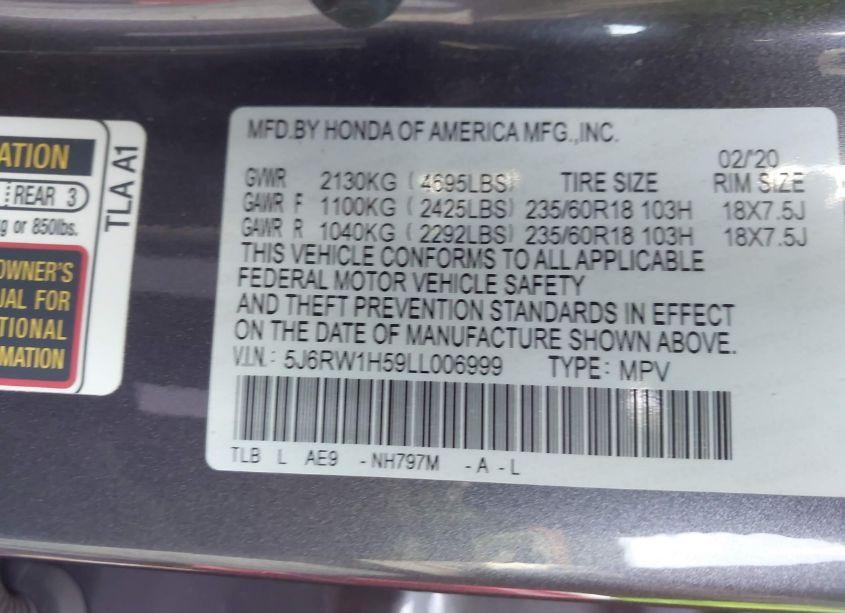 ATION
REAR 3
g or 850lbs.
OWNER'S
UAL FOR
TIONAL
RMATION
TLA A1
MFD.BY HONDA OF AMERICA MFG.,INC.
02/'20
GVWR 2130KG ( 4695LBS) TIRE SIZE RIM SIZE
GAWR F 1100KG ( 2425LBS) 235/60R18 103H 18X7.5J
GAWR R 1040KG ( 2292LBS) 235/60R18 103H 18X7.5J
THIS VEHICLE CONFORMS TO ALL APPLICABLE
FEDERAL MOTOR VEHICLE SAFETY
AND THEFT PREVENTION STANDARDS IN EFFECT
ON THE DATE OF MANUFACTURE SHOWN ABOVE.
V.I.N.: 5J6RW1H59LL006999 TYPE: MPV
TLB L AE9 -NH797M -A -L